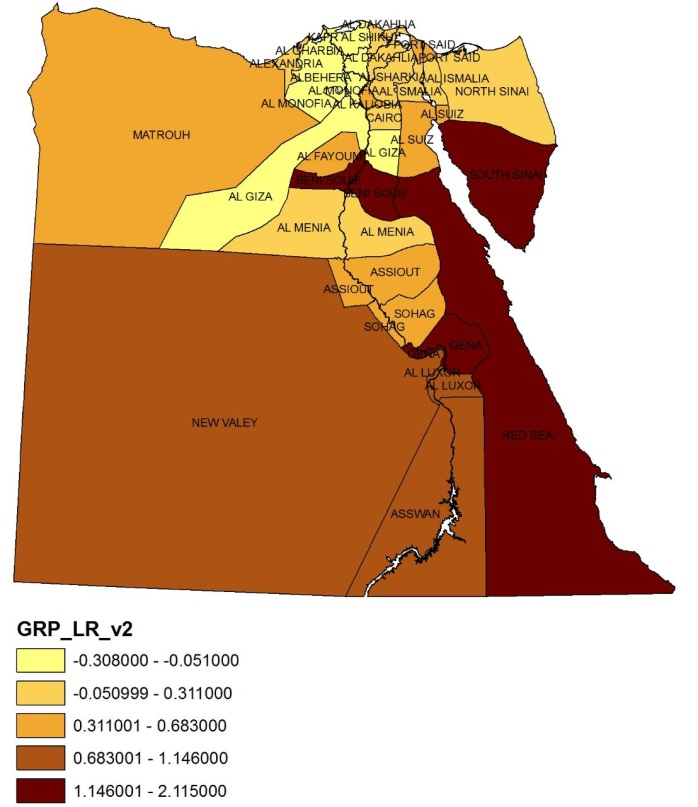 AL DAKAHLIA
KAFR AL SHIKH
PORT SAID
AL GHARBIA
AL DAKAHLIA
PORT SAID
ALEXANDRIA
AL BEHERA
AL SHARKIA
AL ISMALIA
AL MONOFIA
AL ISMALIA
NORTH SINAI
AL MONOFIA
AL KALIOBIA
CAIRO
AL SUIZ
MATROUH
AL SUIZ
AL FAYOUM
AL GIZA
BENI SOUIF
SOUTH SINAI
AL GIZA
BENI SOUIF
AL MENIA
AL MENIA
ASSIOUT
ASSIOUT
SOHAG
SOHAG
QENA
QENA
AL LUXOR
AL LUXOR
NEW VALEY
RED SEA
ASSWAN
GRP_LR_v2
-0.308000 - -0.051000
-0.050999 - 0.311000
0.311001 - 0.683000
0.683001 - 1.146000
1.146001 - 2.115000